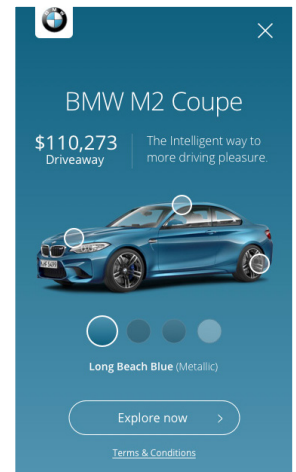 BMW M2 Coupe
$110,273
Driveaway
The Intelligent way to
more driving pleasure.
Long Beach Blue (Metallic)
Explore now
Terms & Conditions